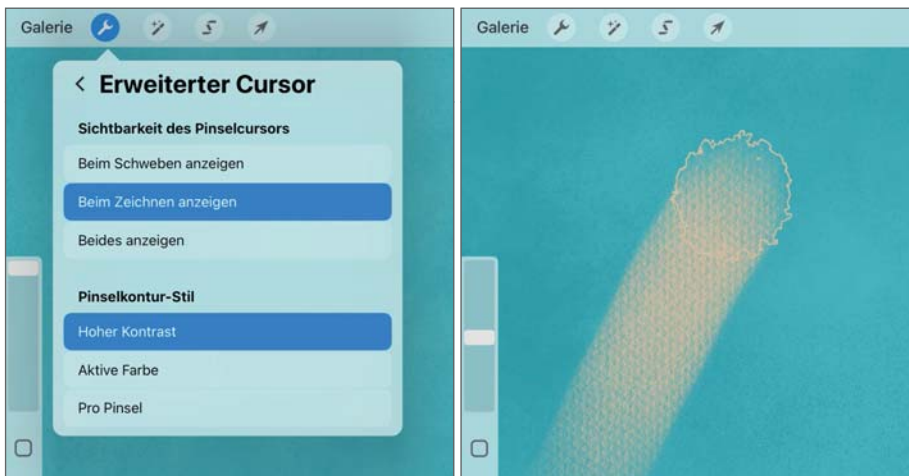 Galerie
Erweiterter Cursor
Sichtbarkeit des Pinselcursors
Beim Schweben anzeigen
Beim Zeichnen anzeigen
Beides anzeigen
Pinselkontur-Stil
Hoher Kontrast
Aktive Farbe
Pro Pinsel
Galerie